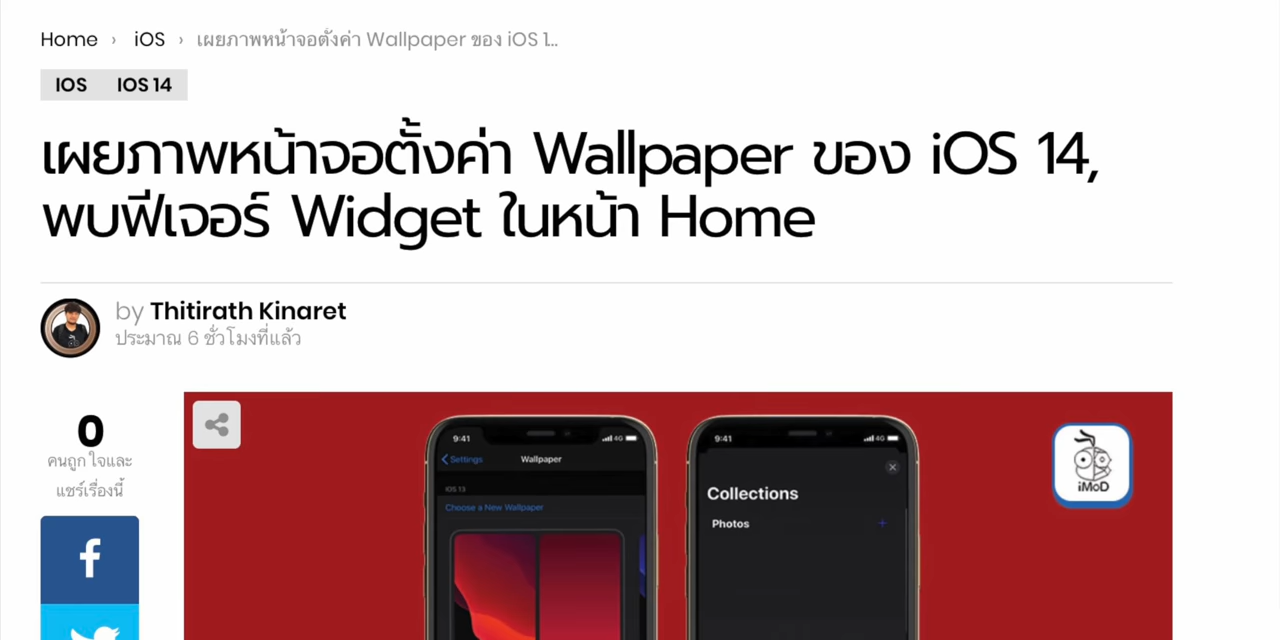 Home › iOS › เผยภาพหน้าจอตั้งค่า Wallpaper ของ iOS 1...
IOS IOS 14
เผยภาพหน้าจอตั้งค่า Wallpaper ของ iOS 14,
พบฟีเจอร์ Widget ในหน้า Home
by Thitirath Kinaret
ประมาณ 6 ชั่วโมงที่แล้ว
0
คนถูกใจและ
แชร์เรื่องนี้
9:41 4G
Settings Wallpaper
IOS 13
Choose a New Wallpaper
9:41 4G
Collections
Photos +
iMoD